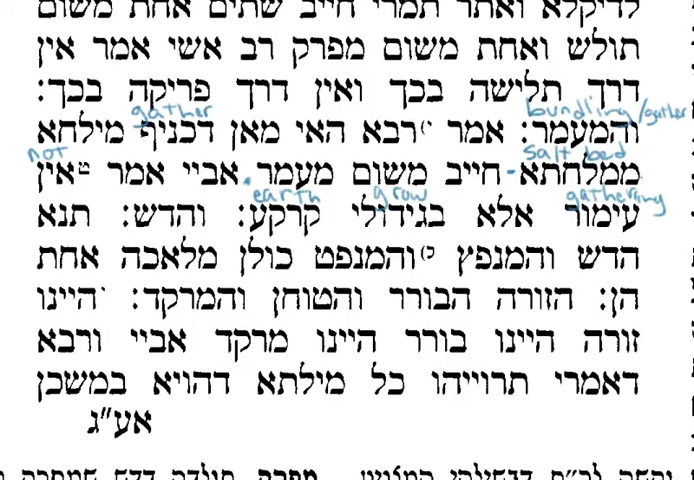 לדיקלא ואתר תמרי חייב שתים אחת משום
תולש ואחת משום מפרק רב אשי אמר אין
דרך תלישה בכך ואין דרך פריקה בכך:
gather bundling/gather
והמעמר: אמר רבא האי מאן דכניף מילחא
not salt bed
ממלחתא חייב משום מעמר אביי אמר אין
earth grow gathering
עימור אלא בגידולי קרקע: והדש: תנא
הדש והמנפץ והמנפט כולן מלאכה אחת
הן: הזורה הבורר והטוחן והמרקד: היינו
זורה היינו בורר היינו מרקד אביי ורבא
דאמרי תרוייהו כל מילתא דהויא במשכן
אע"ג